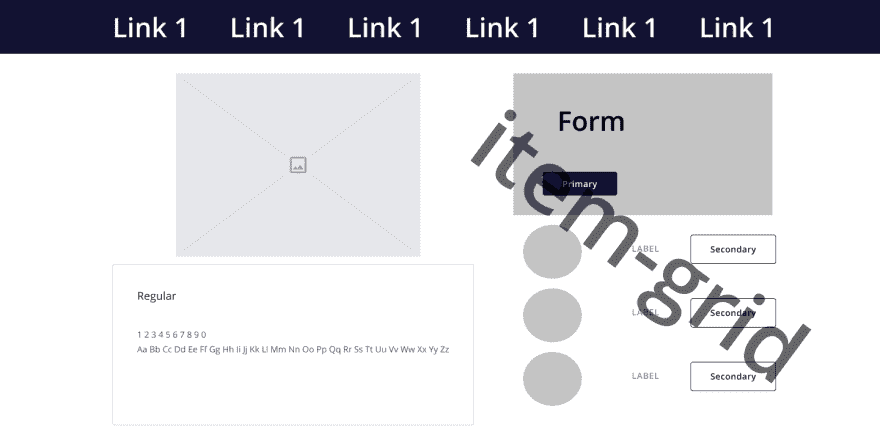 Link 1 Link 1 Link 1 Link 1 Link 1 Link 1
Form
Primary
item-grid
LABEL Secondary
LABEL Secondary
LABEL Secondary
Regular
1 2 3 4 5 6 7 8 9 0
Aa Bb Cc Dd Ee Ff Gg Hh Ii Jj Kk Ll Mm Nn Oo Pp Qq Rr Ss Tt Uu Vv Ww Xx Yy Zz